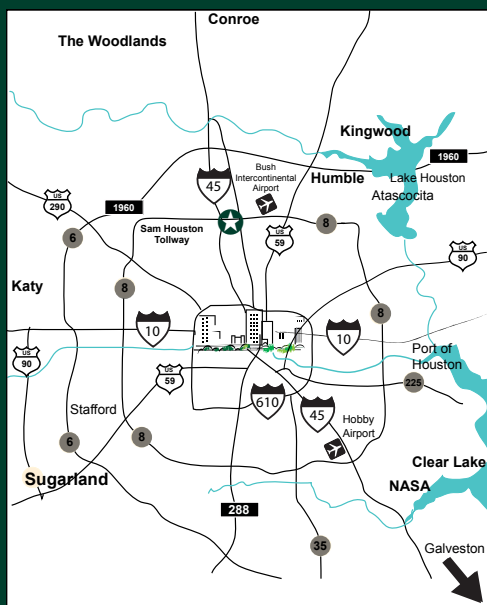 Conroe
The Woodlands
Kingwood
1960
Lake Houston
Bush
Intercontinental
Airport
Humble
45
Atascocita
US
290
1960
6
Sam Houston
Tollway
8
US
59
US
90
Katy
8
8
10
10
Port of
Houston
US
90
US
59
225
610
Stafford
45
Hobby
Airport
6
8
Clear Lake
Sugarland
NASA
288
35
Galveston